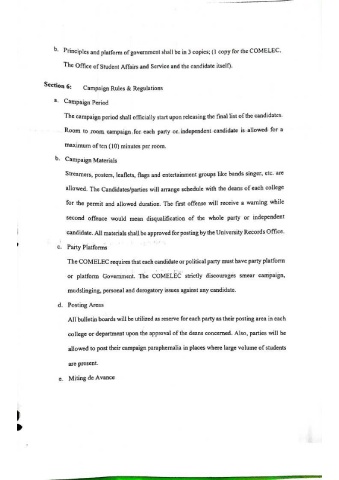 b. Principles and platform of government shall be in 3 copies; (1 copy for the COMELEC,
The Office of Student Affairs and Service and the candidate itself).
Section 6: Campaign Rules & Regulations
a. Campaign Period
The campaign period shall officially start upon releasing the final list of the candidates.
Room to room campaign for each party or independent candidate is allowed for a
maximum of ten (10) minutes per room.
b. Campaign Materials
Streamers, posters, leaflets, flags and entertainment groups like bands singer, etc. are
allowed. The Candidates/parties will arrange schedule with the deans of each college
for the permit and allowed duration. The first offense will receive a warning while
second offence would mean disqualification of the whole party or independent
candidate. All materials shall be approved for posting by the University Records Office.
c. Party Platforms
The COMELEC requires that each candidate or political party must have party platform
or platform Government. The COMELEC strictly discourages smear campaign,
mudslinging, personal and derogatory issues against any candidate.
d. Posting Areas
All bulletin boards will be utilized as reserve for each party as their posting area in each
college or department upon the approval of the deans concerned. Also, parties will be
allowed to post their campaign paraphernalia in places where large volume of students
are present.
e. Miting de Avance